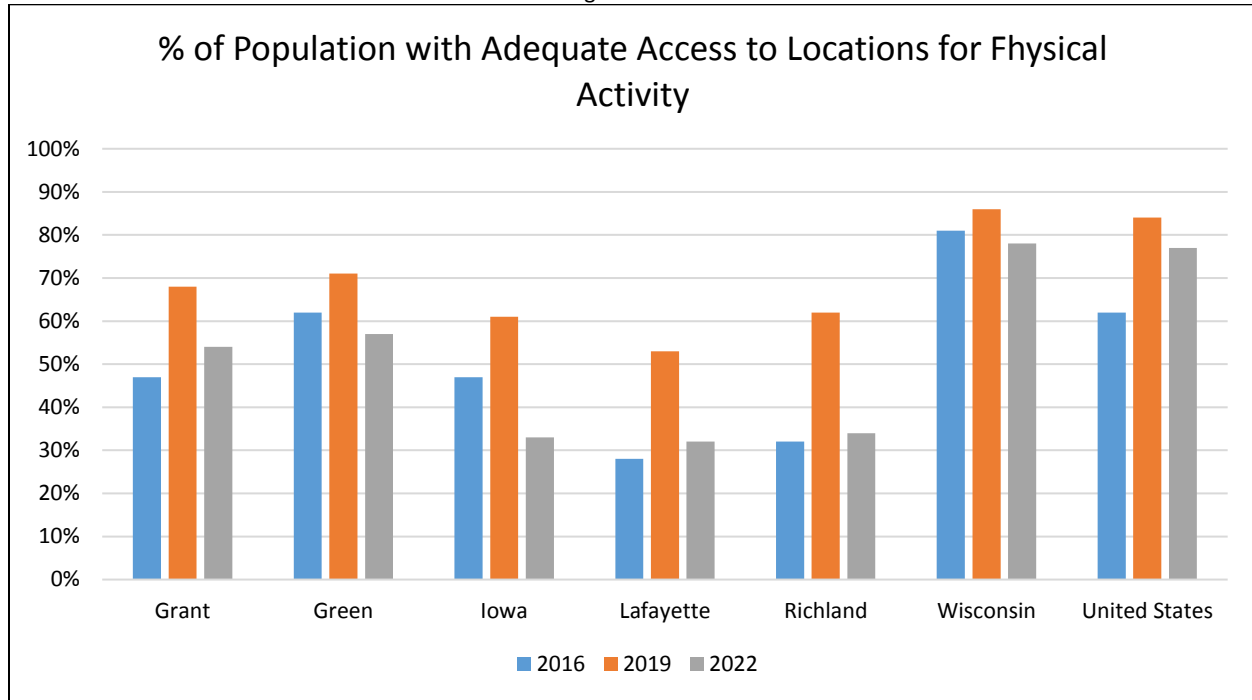 % of Population with Adequate Access to Locations for Fhysical
Activity
100%
90%
80%
70%
60%
50%
40%
30%
20%
10%
0%
Grant Green Iowa Lafayette Richland Wisconsin United States
2016 2019 2022